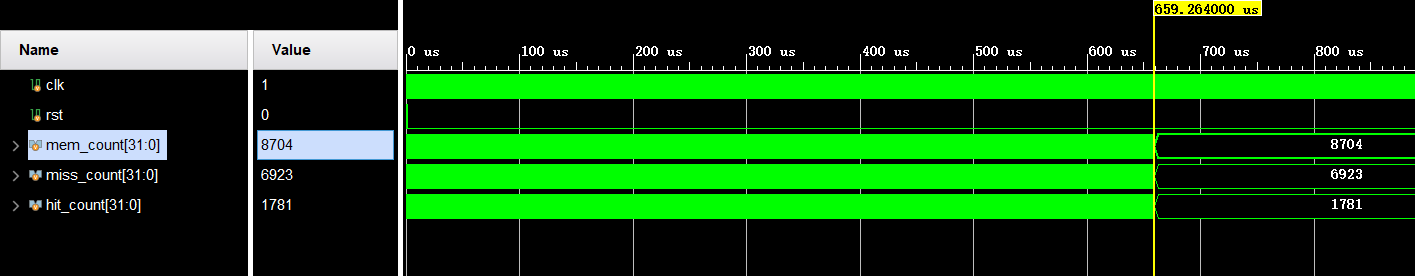 659.264000 us
Name Value
0 us 100 us 200 us 300 us 400 us 500 us 600 us 700 us 800 us
clk 1
rst 0
mem_count[31:0] 8704 8704
miss_count[31:0] 6923 6923
hit_count[31:0] 1781 1781